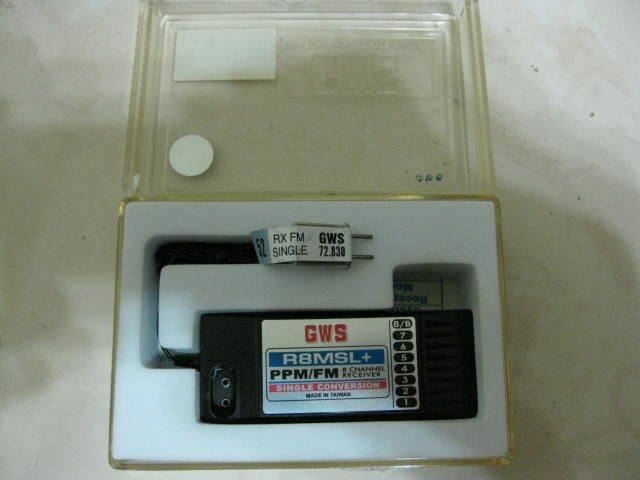 52
RX FM GWS
SINGLE 72.830
GWS
R8MSL+
PPM/FM 8 CHANNEL RECEIVER
SINGLE CONVERSION
MADE IN TAIWAN
8/B
7
6
5
4
3
2
1